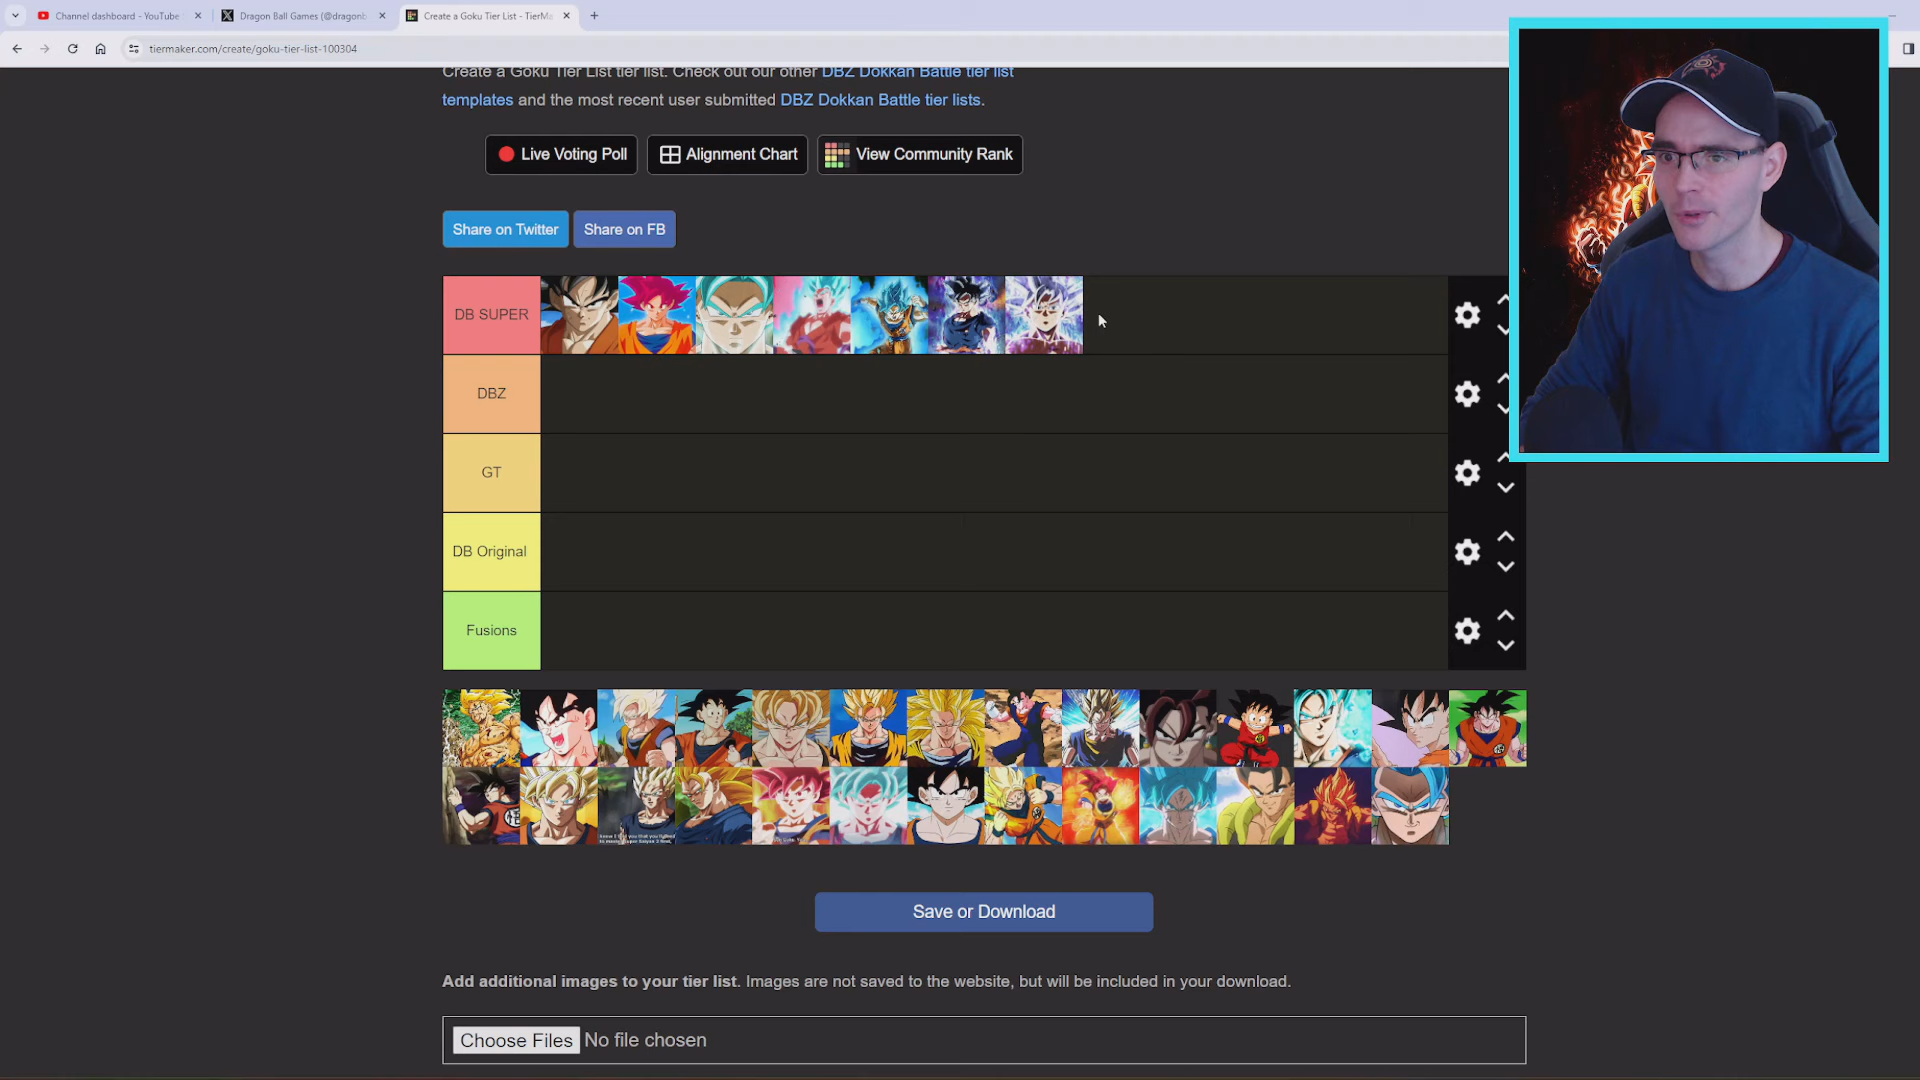 Channel dashboard - YouTube
Dragon Ball Games (@dragonb
Create a Goku Tier List - TierMa
tiermaker.com/create/goku-tier-list-100304
Create a Goku Tier List tier list. Check out our other DBZ Dokkan Battle tier list
templates and the most recent user submitted DBZ Dokkan Battle tier lists.
Live Voting Poll
Alignment Chart
View Community Rank
Share on Twitter
Share on FB
DB SUPER
DBZ
GT
DB Original
Fusions
Save or Download
Add additional images to your tier list. Images are not saved to the website, but will be included in your download.
Choose Files No file chosen